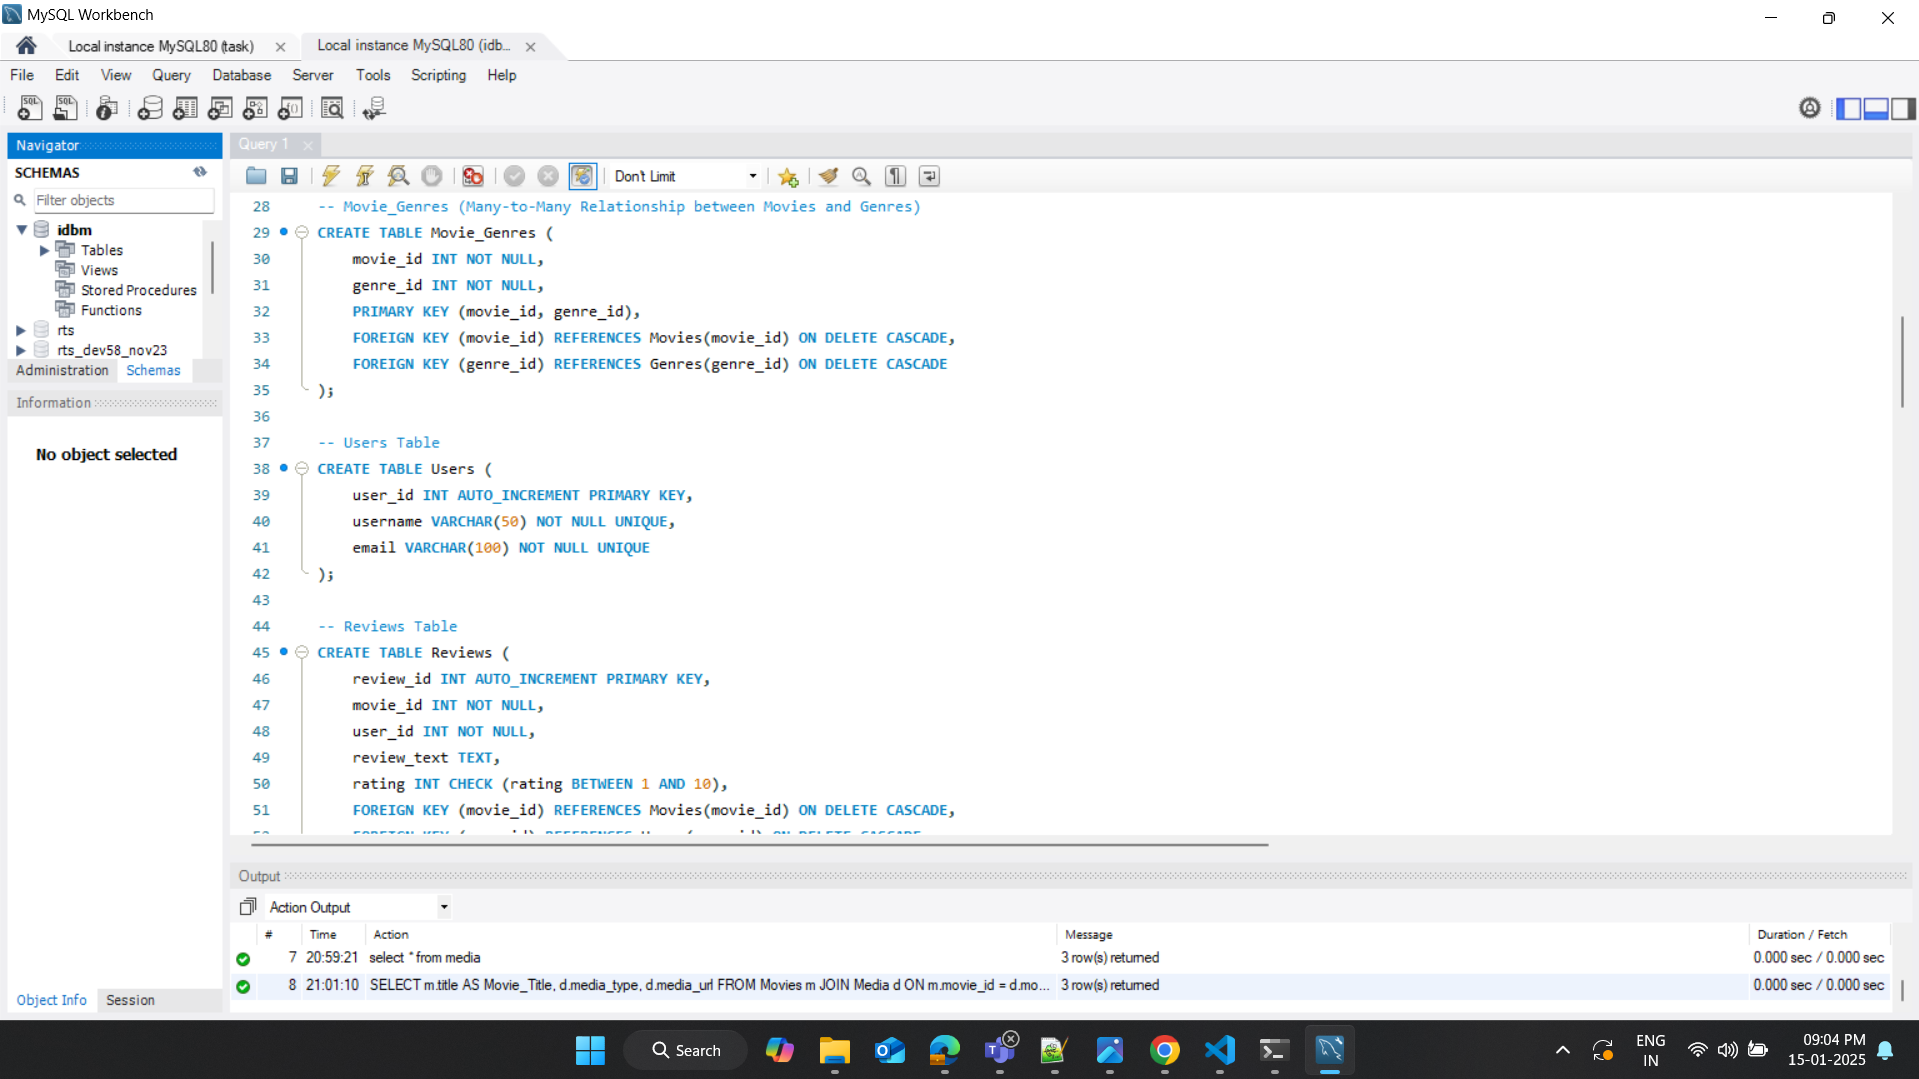 MySQL Workbench
Local instance MySQL80 (task)
Local instance MySQL80 (idb...
File Edit View Query Database Server Tools Scripting Help
Navigator
SCHEMAS
Filter objects
idbm
Tables
Views
Stored Procedures
Functions
rts
rts_dev58_nov23
Administration Schemas
Information
No object selected
Object Info Session
Query 1
Don't Limit
28 -- Movie_Genres (Many-to-Many Relationship between Movies and Genres)
29 CREATE TABLE Movie_Genres (
30 movie_id INT NOT NULL,
31 genre_id INT NOT NULL,
32 PRIMARY KEY (movie_id, genre_id),
33 FOREIGN KEY (movie_id) REFERENCES Movies(movie_id) ON DELETE CASCADE,
34 FOREIGN KEY (genre_id) REFERENCES Genres(genre_id) ON DELETE CASCADE
35 );
36
37 -- Users Table
38 CREATE TABLE Users (
39 user_id INT AUTO_INCREMENT PRIMARY KEY,
40 username VARCHAR(50) NOT NULL UNIQUE,
41 email VARCHAR(100) NOT NULL UNIQUE
42 );
43
44 -- Reviews Table
45 CREATE TABLE Reviews (
46 review_id INT AUTO_INCREMENT PRIMARY KEY,
47 movie_id INT NOT NULL,
48 user_id INT NOT NULL,
49 review_text TEXT,
50 rating INT CHECK (rating BETWEEN 1 AND 10),
51 FOREIGN KEY (movie_id) REFERENCES Movies(movie_id) ON DELETE CASCADE,
Output
Action Output
# Time Action Message Duration / Fetch
7 20:59:21 select * from media 3 row(s) returned 0.000 sec / 0.000 sec
8 21:01:10 SELECT m.title AS Movie_Title, d.media_type, d.media_url FROM Movies m JOIN Media d ON m.movie_id = d.mo... 3 row(s) returned 0.000 sec / 0.000 sec
Search
ENG
IN
09:04 PM
15-01-2025